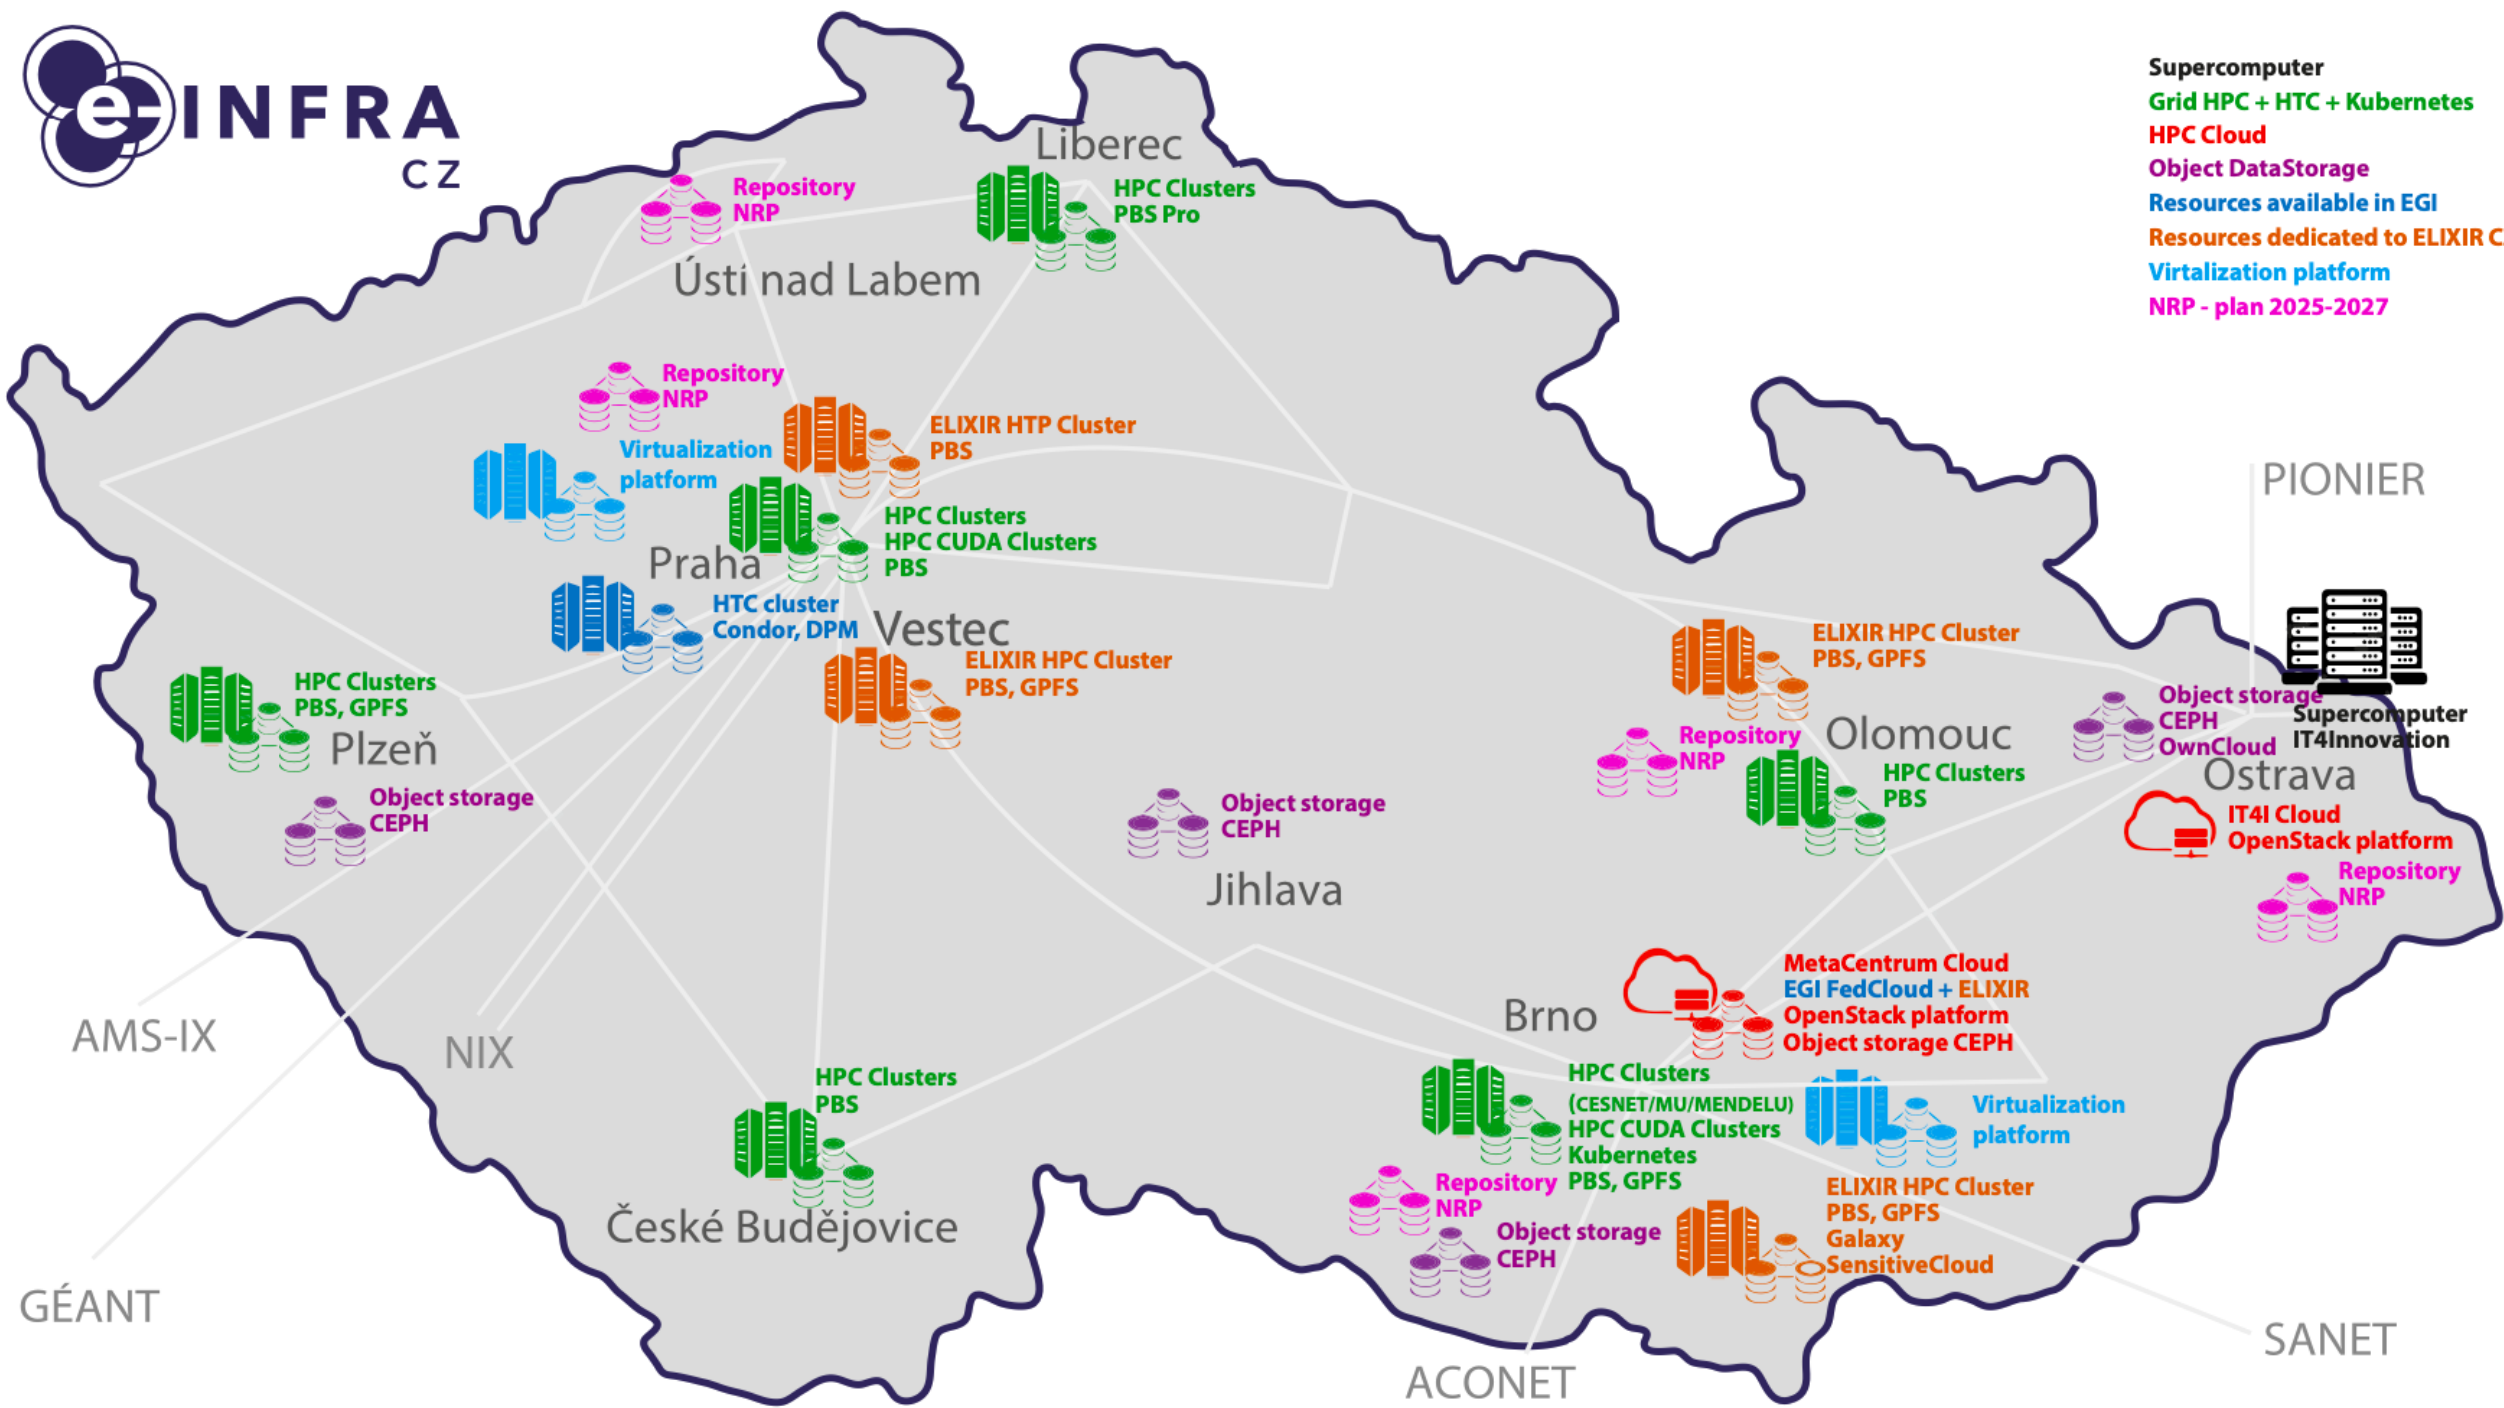 e-INFRA
CZ
Supercomputer
Grid HPC + HTC + Kubernetes
HPC Cloud
Object DataStorage
Resources available in EGI
Resources dedicated to ELIXIR C
Virtalization platform
NRP - plan 2025-2027
Liberec
HPC Clusters
PBS Pro
Repository
NRP
Ústí nad Labem
Repository
NRP
Virtualization
platform
ELIXIR HTP Cluster
PBS
HPC Clusters
HPC CUDA Clusters
PBS
Praha
HTC cluster
Condor, DPM
Vestec
ELIXIR HPC Cluster
PBS, GPFS
HPC Clusters
PBS, GPFS
Plzeň
Object storage
CEPH
Object storage
CEPH
Jihlava
ELIXIR HPC Cluster
PBS, GPFS
Repository
NRP
Olomouc
HPC Clusters
PBS
PIONIER
Object storage
CEPH
OwnCloud
Supercomputer
IT4Innovation
Ostrava
IT4I Cloud
OpenStack platform
Repository
NRP
AMS-IX
NIX
GÉANT
HPC Clusters
PBS
České Budějovice
Brno
MetaCentrum Cloud
EGI FedCloud + ELIXIR
OpenStack platform
Object storage CEPH
HPC Clusters
(CESNET/MU/MENDELU)
HPC CUDA Clusters
Kubernetes
PBS, GPFS
Virtualization
platform
Repository
NRP
Object storage
CEPH
ELIXIR HPC Cluster
PBS, GPFS
Galaxy
SensitiveCloud
ACONET
SANET